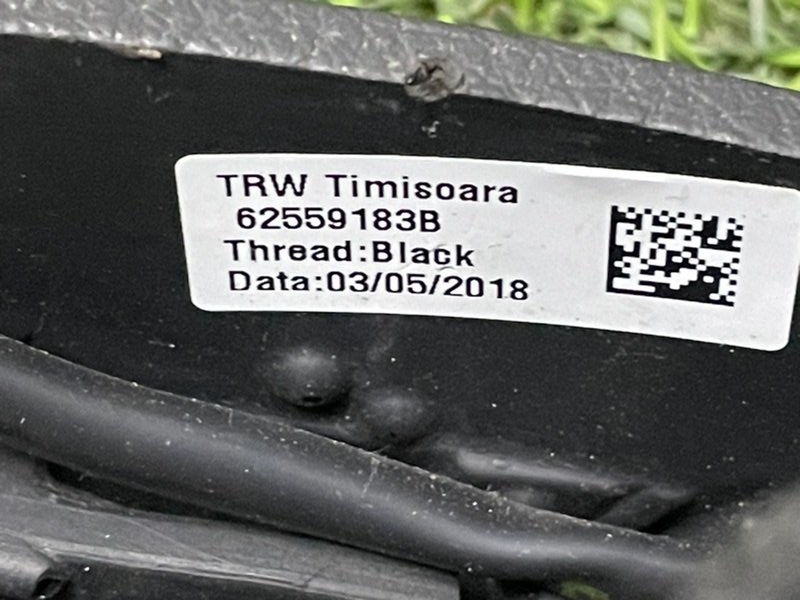 TRW Timisoara
62559183B
Thread:Black
Data:03/05/2018